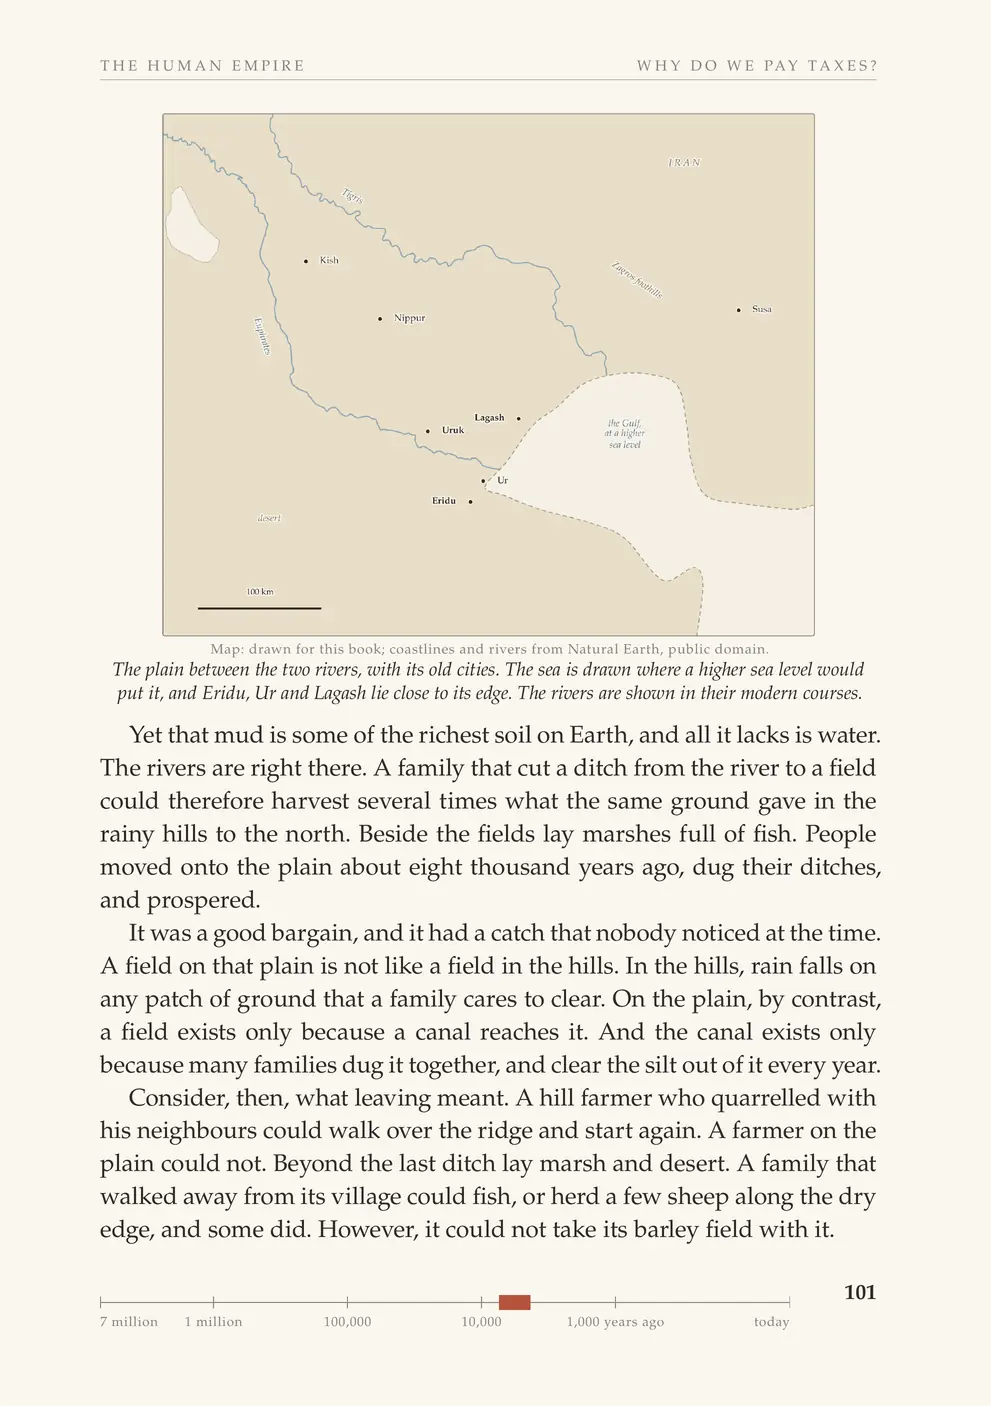 THE HUMAN EMPIRE
WHY DO WE PAY TAXES?
IRAN
Tigris
Zagros foothills
Kish
Nippur
Susa
Euphrates
Lagash
the Gulf,
at a higher
sea level
Uruk
Ur
Eridu
desert
100 km
Map: drawn for this book; coastlines and rivers from Natural Earth, public domain.
The plain between the two rivers, with its old cities. The sea is drawn where a higher sea level would
put it, and Eridu, Ur and Lagash lie close to its edge. The rivers are shown in their modern courses.
Yet that mud is some of the richest soil on Earth, and all it lacks is water.
The rivers are right there. A family that cut a ditch from the river to a field
could therefore harvest several times what the same ground gave in the
rainy hills to the north. Beside the fields lay marshes full of fish. People
moved onto the plain about eight thousand years ago, dug their ditches,
and prospered.
It was a good bargain, and it had a catch that nobody noticed at the time.
A field on that plain is not like a field in the hills. In the hills, rain falls on
any patch of ground that a family cares to clear. On the plain, by contrast,
a field exists only because a canal reaches it. And the canal exists only
because many families dug it together, and clear the silt out of it every year.
Consider, then, what leaving meant. A hill farmer who quarrelled with
his neighbours could walk over the ridge and start again. A farmer on the
plain could not. Beyond the last ditch lay marsh and desert. A family that
walked away from its village could fish, or herd a few sheep along the dry
edge, and some did. However, it could not take its barley field with it.
101
7 million
1 million
100,000
10,000
1,000 years ago
today